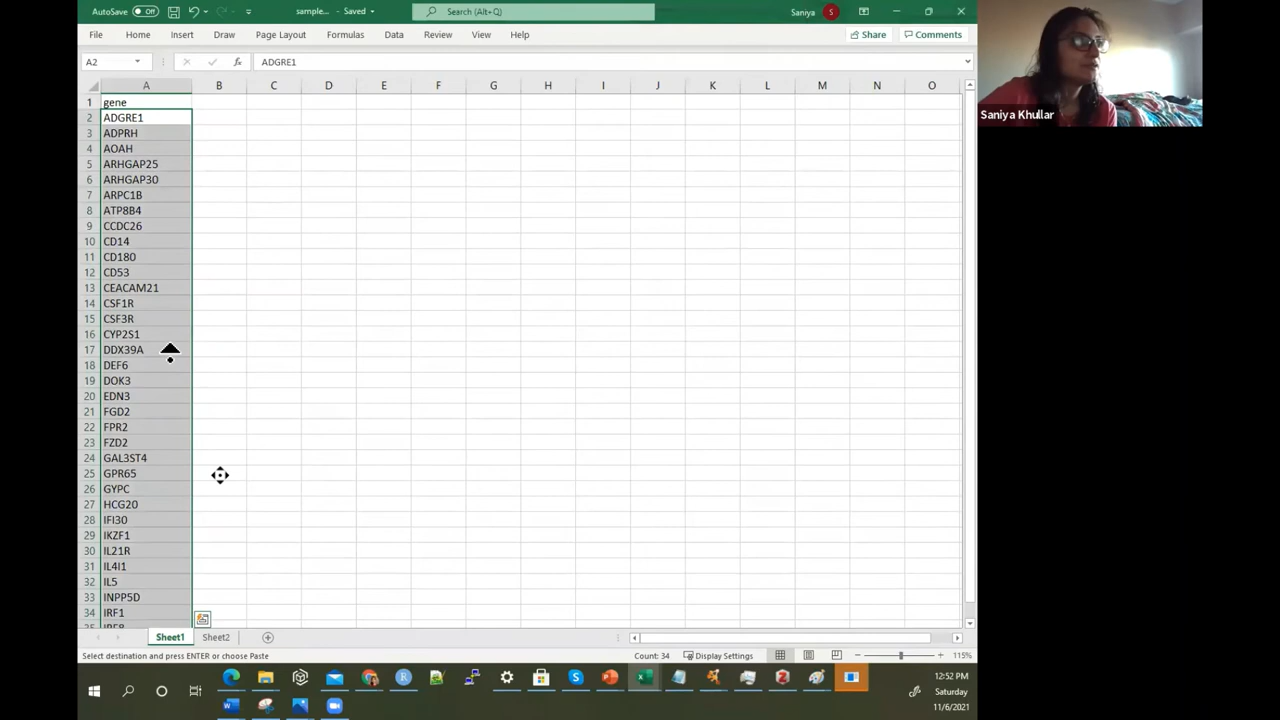 AutoSave Off sample... - Saved Search (Alt+Q) Saniya S
File Home Insert Draw Page Layout Formulas Data Review View Help Share Comments
A2 fx ADGRE1
A B C D E F G H I J K L M N O
1 gene
2 ADGRE1
3 ADPRH
4 AOAH
5 ARHGAP25
6 ARHGAP30
7 ARPC1B
8 ATP8B4
9 CCDC26
10 CD14
11 CD180
12 CD53
13 CEACAM21
14 CSF1R
15 CSF3R
16 CYP2S1
17 DDX39A
18 DEF6
19 DOK3
20 EDN3
21 FGD2
22 FPR2
23 FZD2
24 GAL3ST4
25 GPR65
26 GYPC
27 HCG20
28 IFI30
29 IKZF1
30 IL21R
31 IL4I1
32 IL5
33 INPP5D
34 IRF1
35 IRF8
Sheet1 Sheet2
Select destination and press ENTER or choose Paste Count: 34 Display Settings 115%
12:52 PM
Saturday
11/6/2021
Saniya Khullar